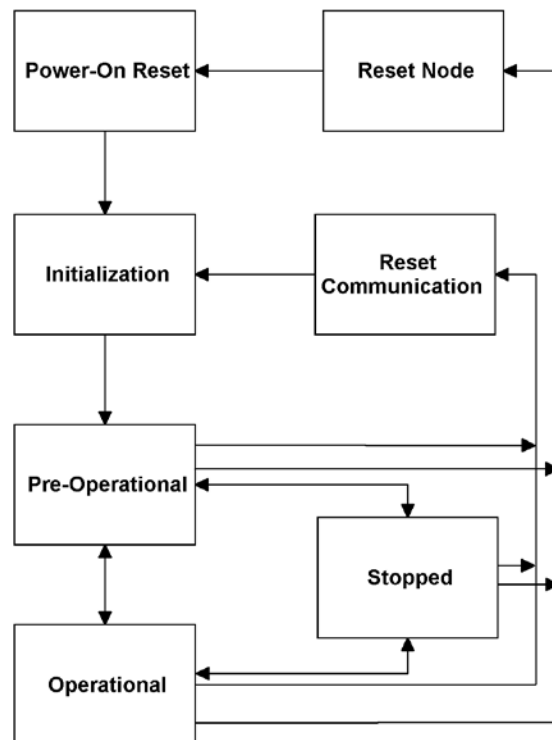 Power-On Reset
Reset Node
Initialization
Reset
Communication
Pre-Operational
Stopped
Operational